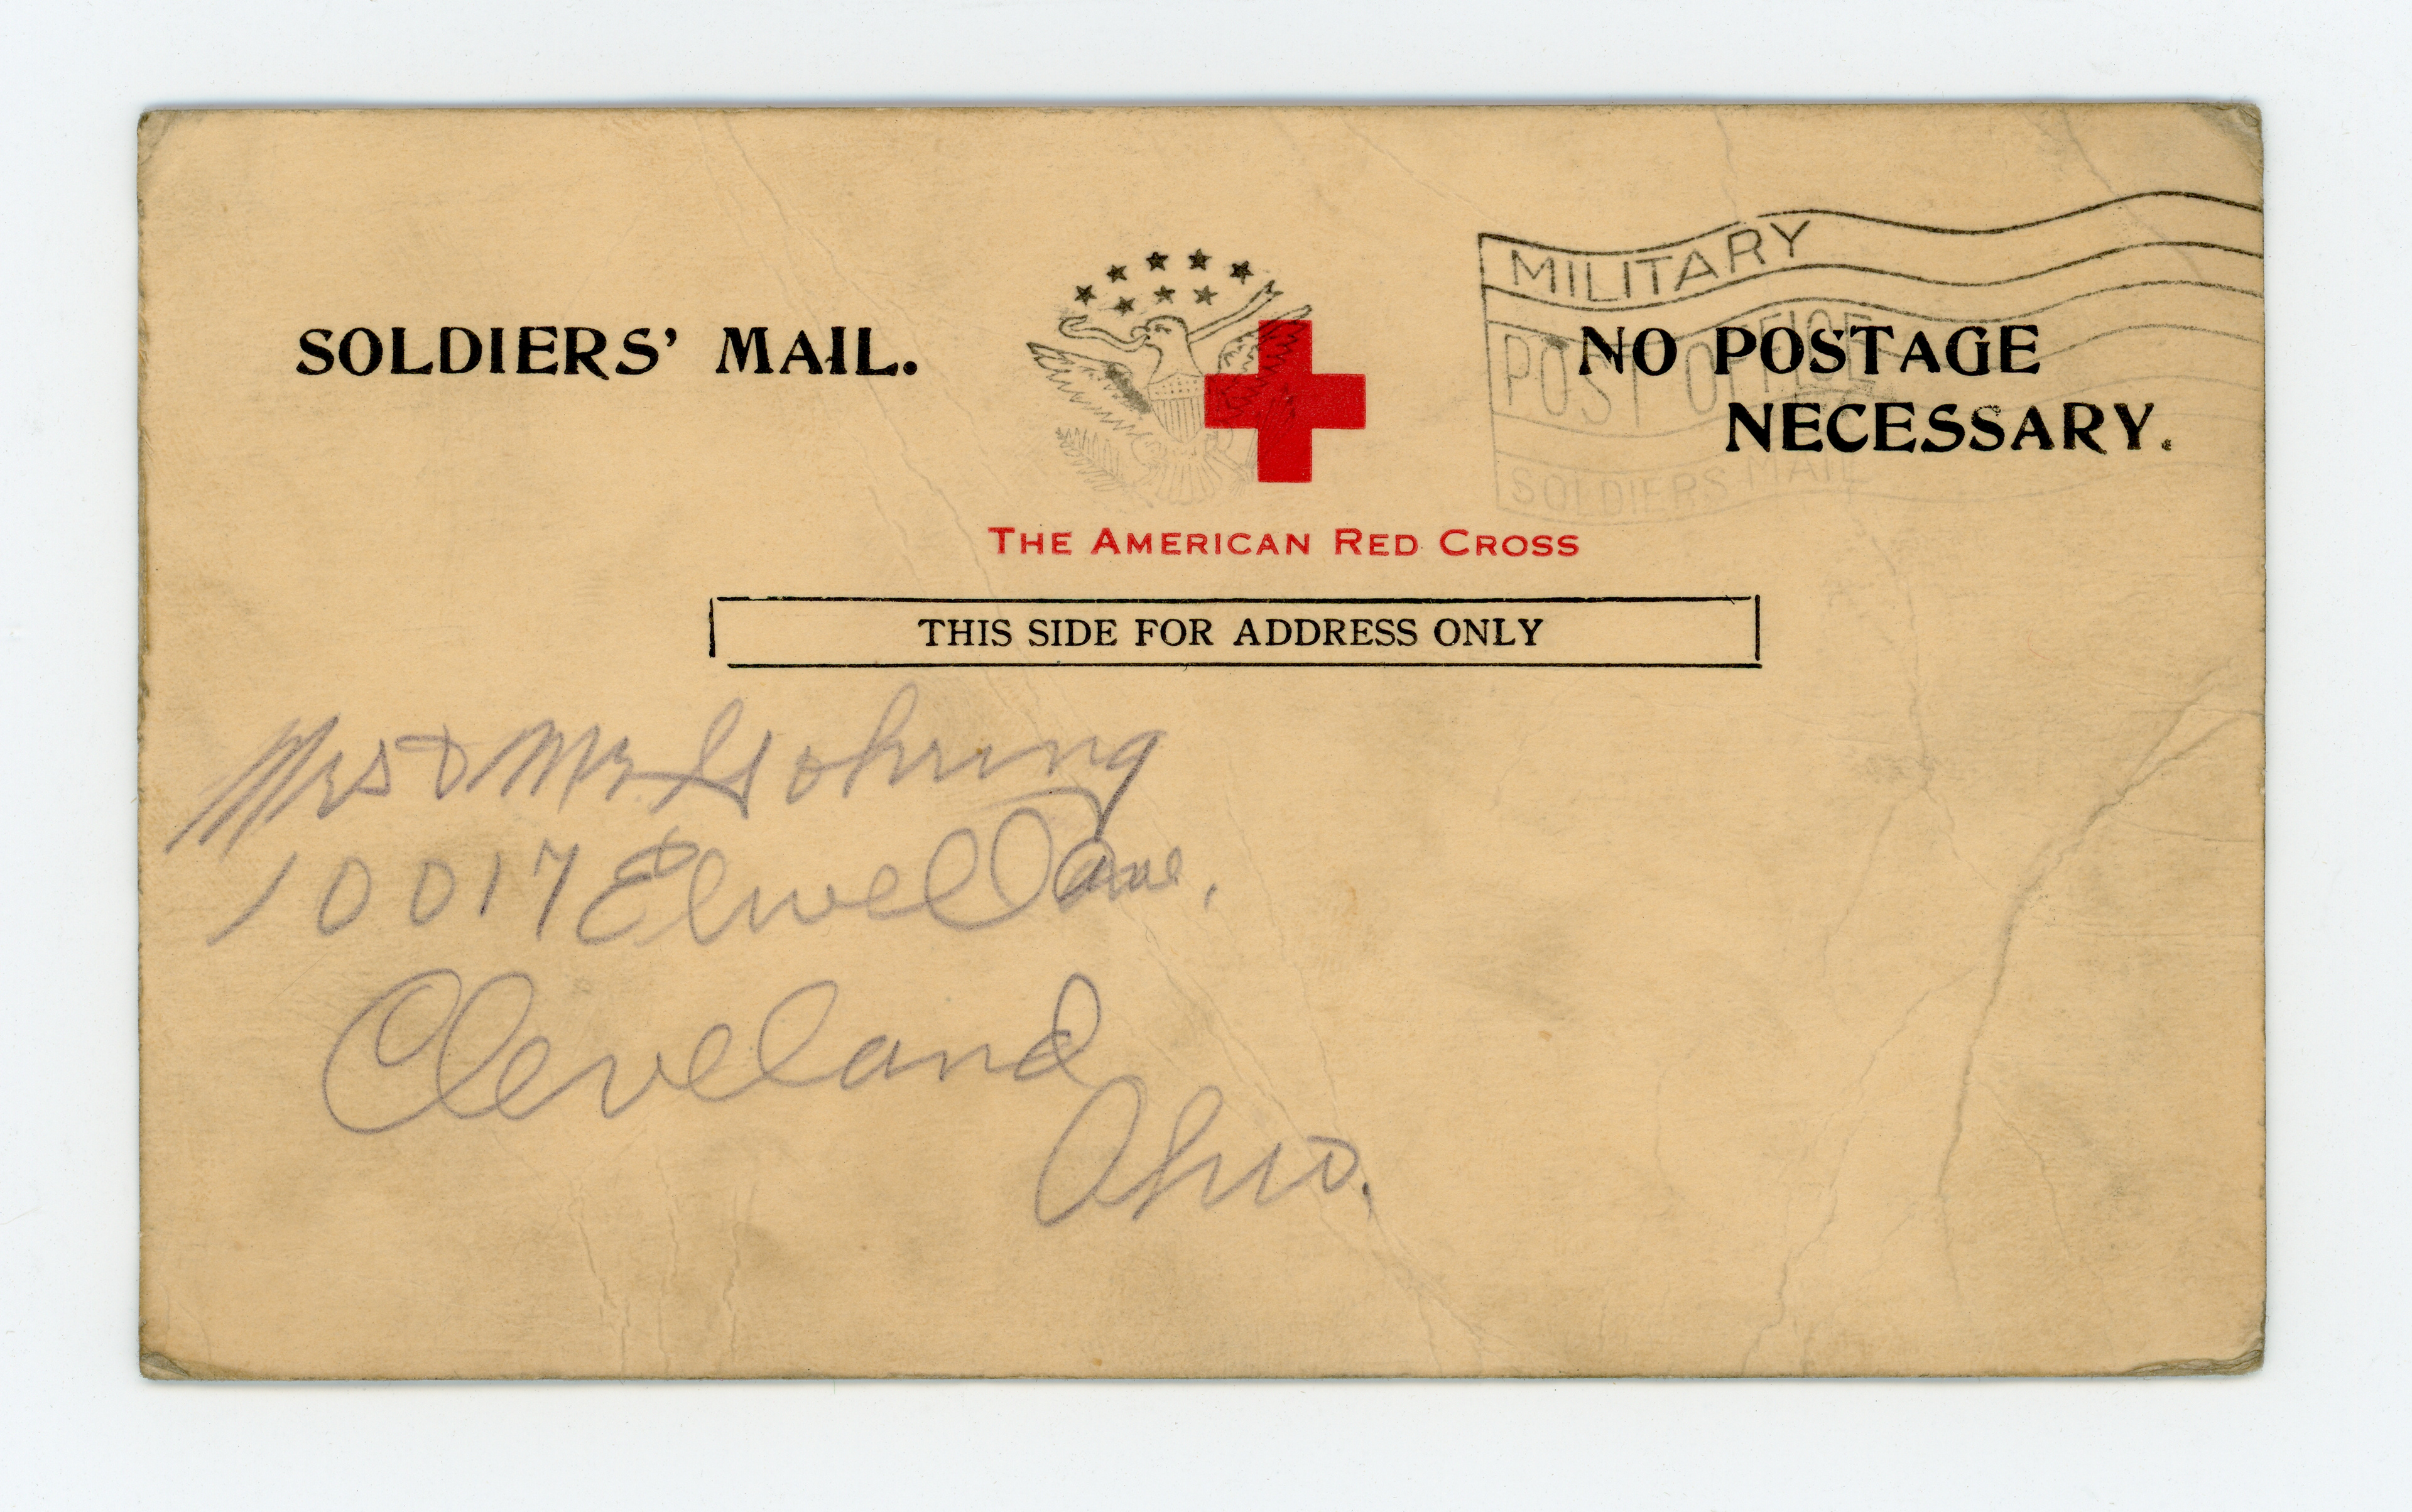 MILITARY
POST OFFICE
SOLDIERS MAIL
SOLDIERS' MAIL.
NO POSTAGE
NECESSARY.
THE AMERICAN RED CROSS
THIS SIDE FOR ADDRESS ONLY
Mrs & Mr Gohring
10017 Elwell Ave.
Cleveland
Ohio.